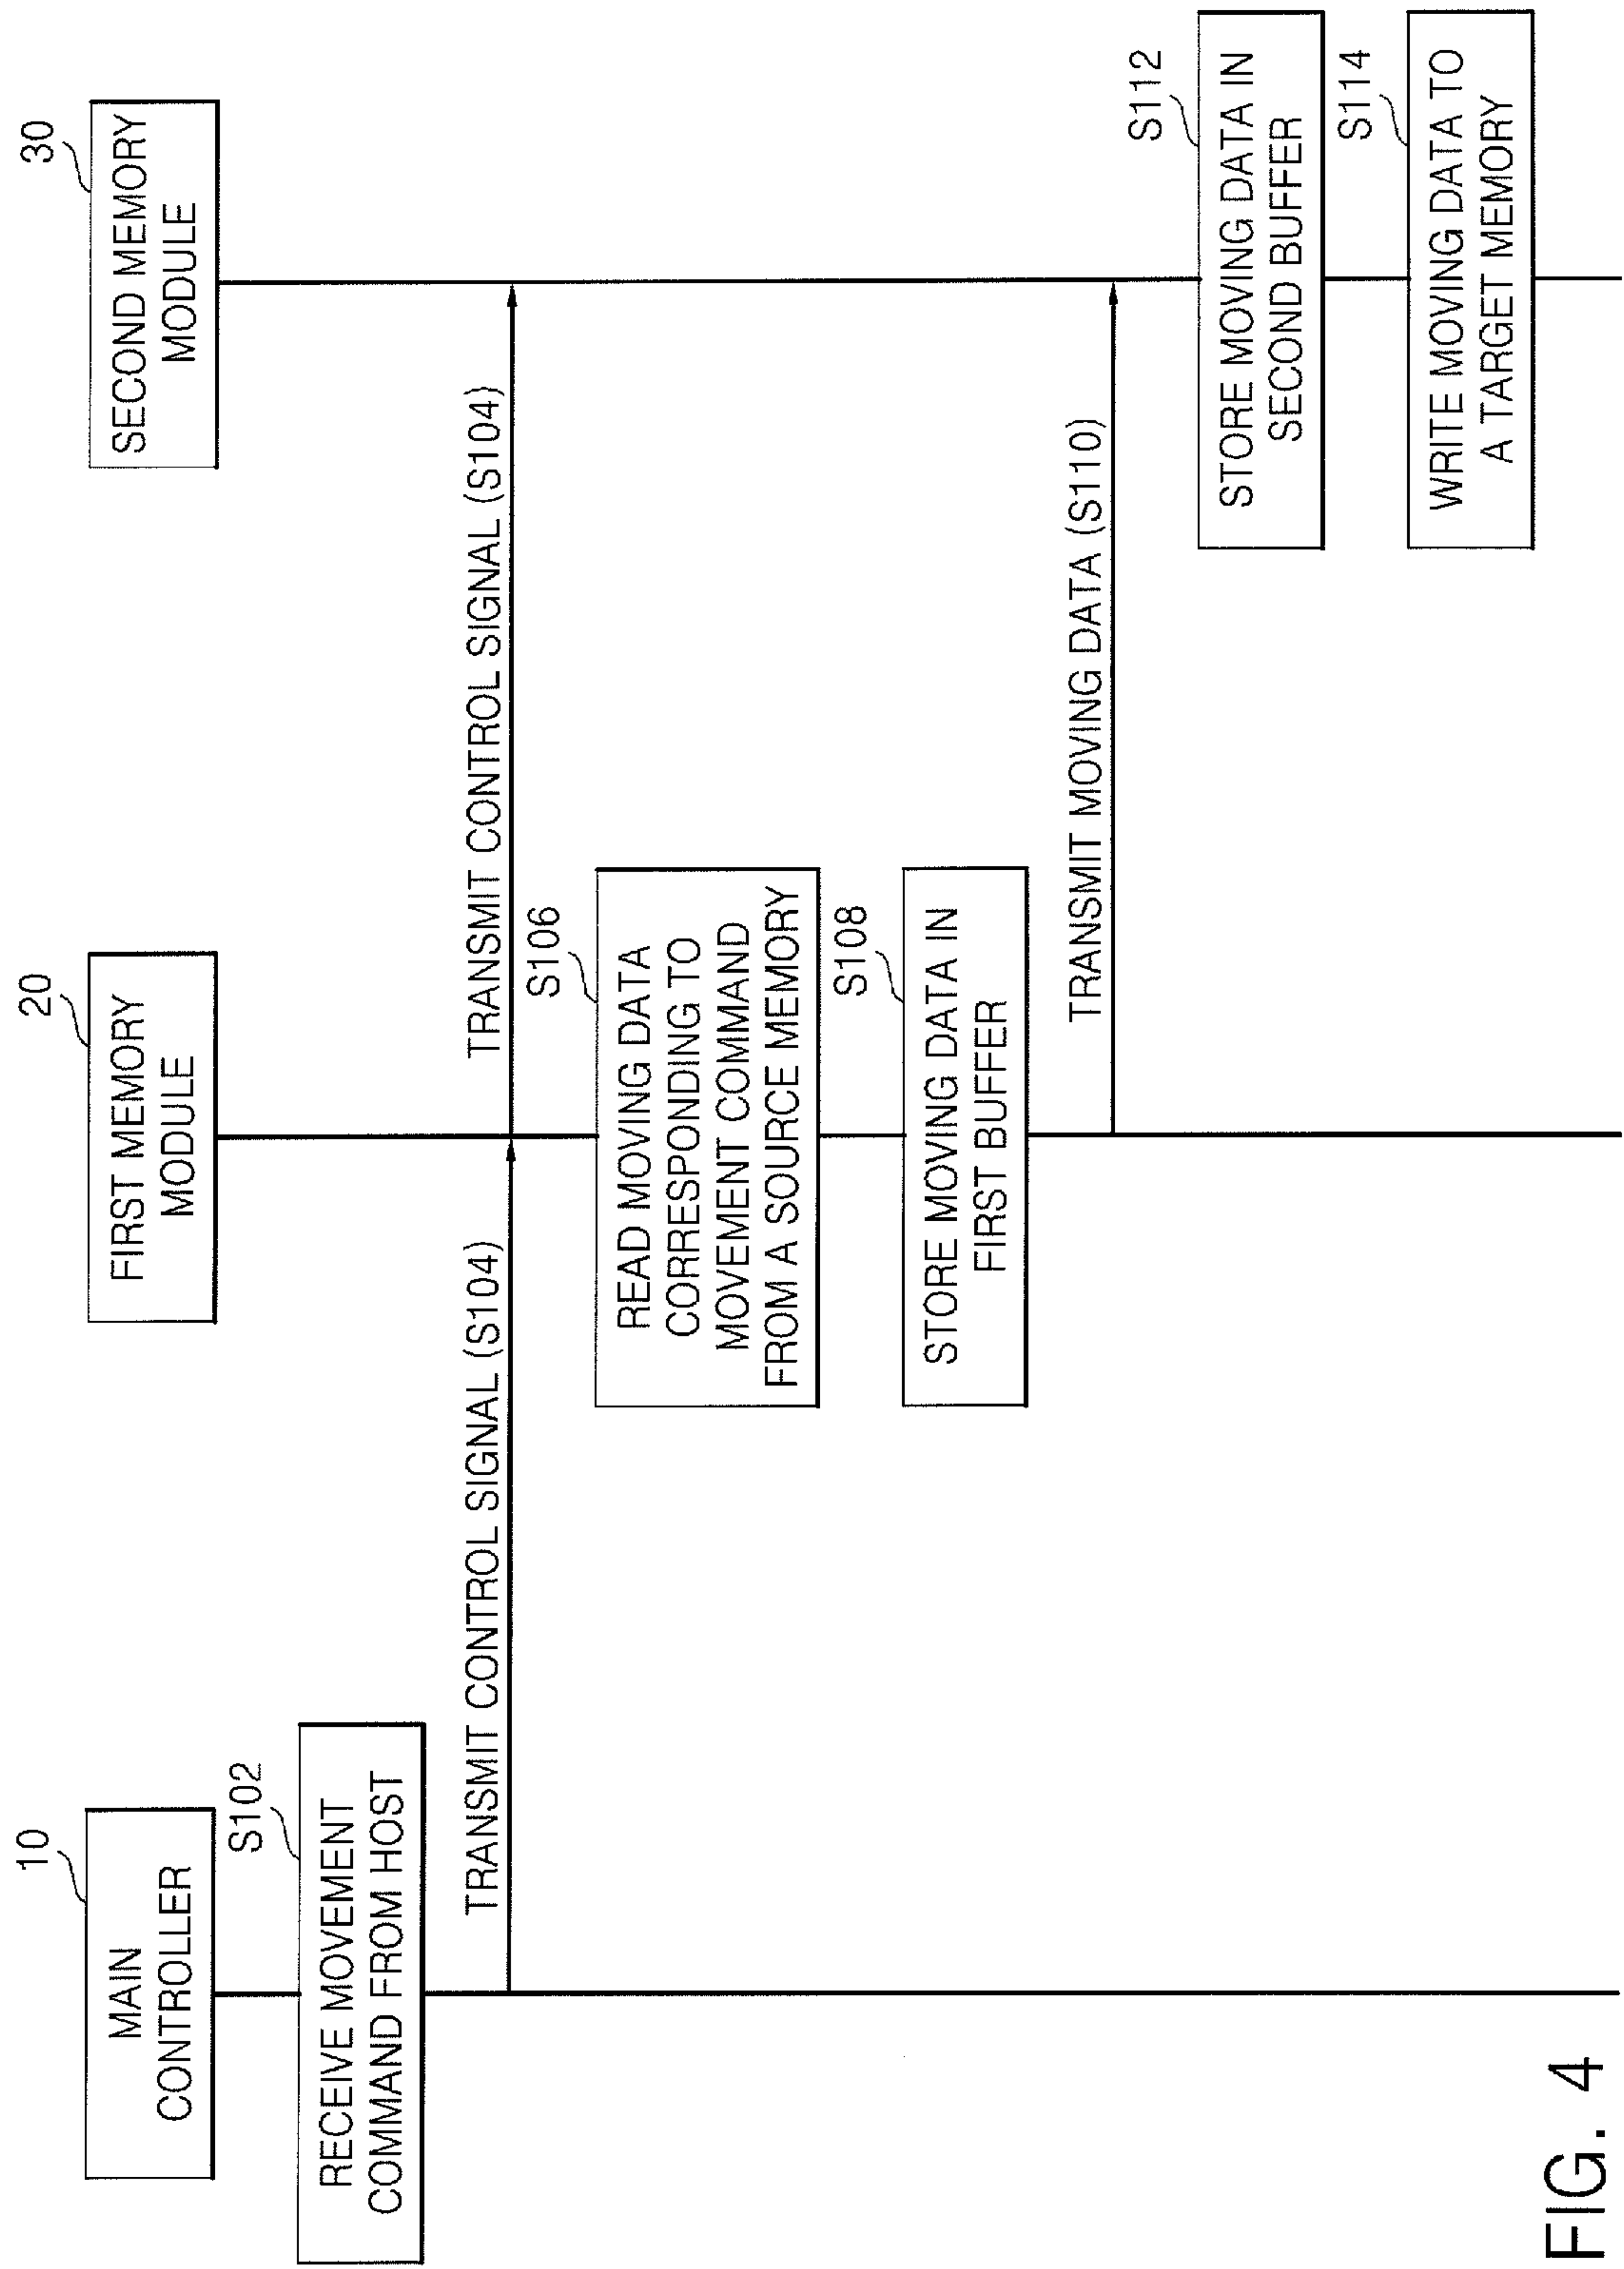 FIG. 4
10
MAIN
CONTROLLER
20
FIRST MEMORY
MODULE
30
SECOND MEMORY
MODULE
S102
RECEIVE MOVEMENT
COMMAND FROM HOST
TRANSMIT CONTROL SIGNAL (S104)
TRANSMIT CONTROL SIGNAL (S104)
S106
READ MOVING DATA
CORRESPONDING TO
MOVEMENT COMMAND
FROM A SOURCE MEMORY
S108
STORE MOVING DATA IN
FIRST BUFFER
TRANSMIT MOVING DATA (S110)
S112
STORE MOVING DATA IN
SECOND BUFFER
S114
WRITE MOVING DATA TO
A TARGET MEMORY